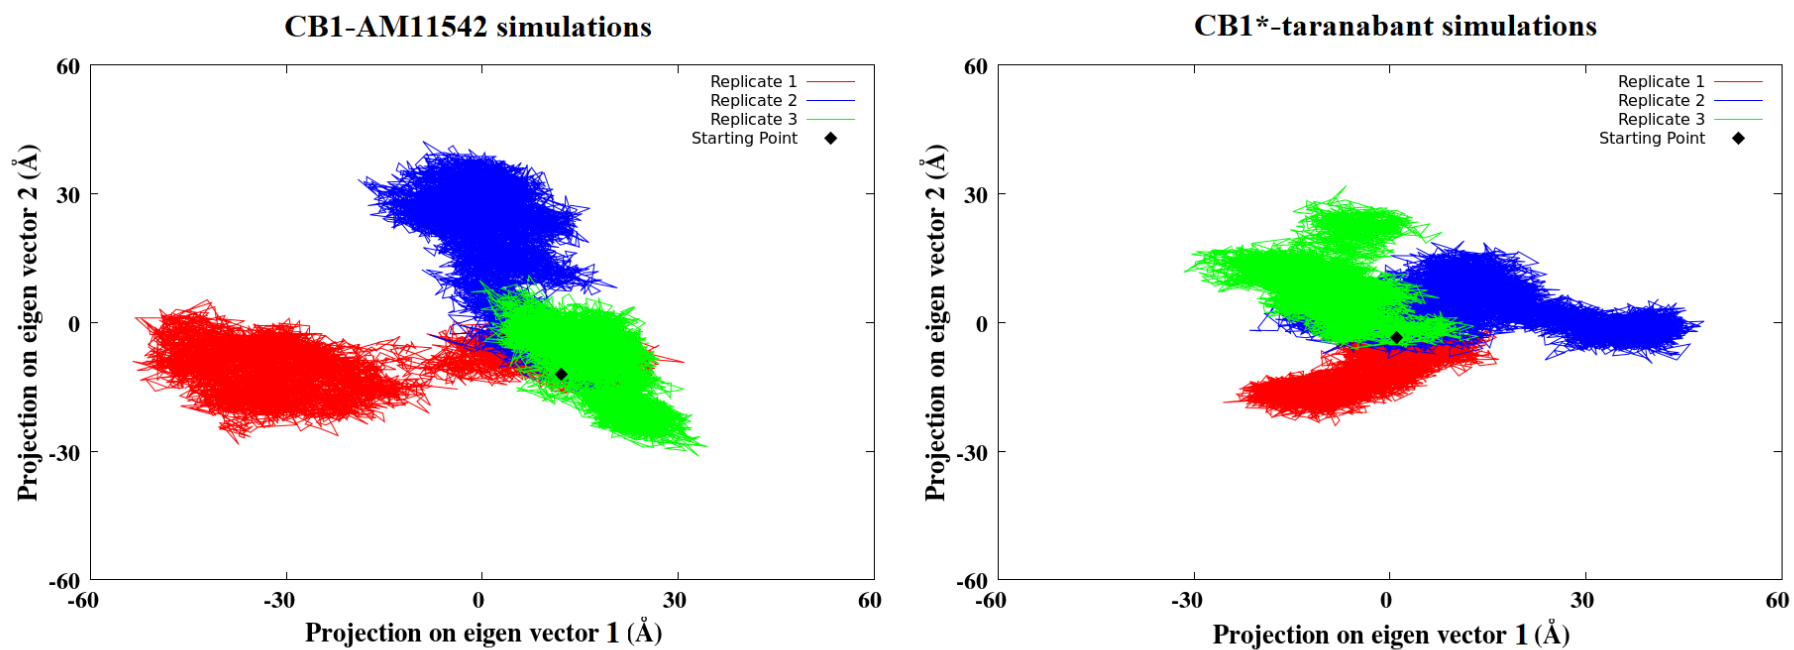 CB1-AM11542 simulations
60
30
0
-30
-60
-60
-30
0
30
60
Projection on eigen vector 2 (Å)
Projection on eigen vector 1 (Å)
Replicate 1
Replicate 2
Replicate 3
Starting Point
CB1*-taranabant simulations
60
30
0
-30
-60
-60
-30
0
30
60
Projection on eigen vector 2 (Å)
Projection on eigen vector 1 (Å)
Replicate 1
Replicate 2
Replicate 3
Starting Point